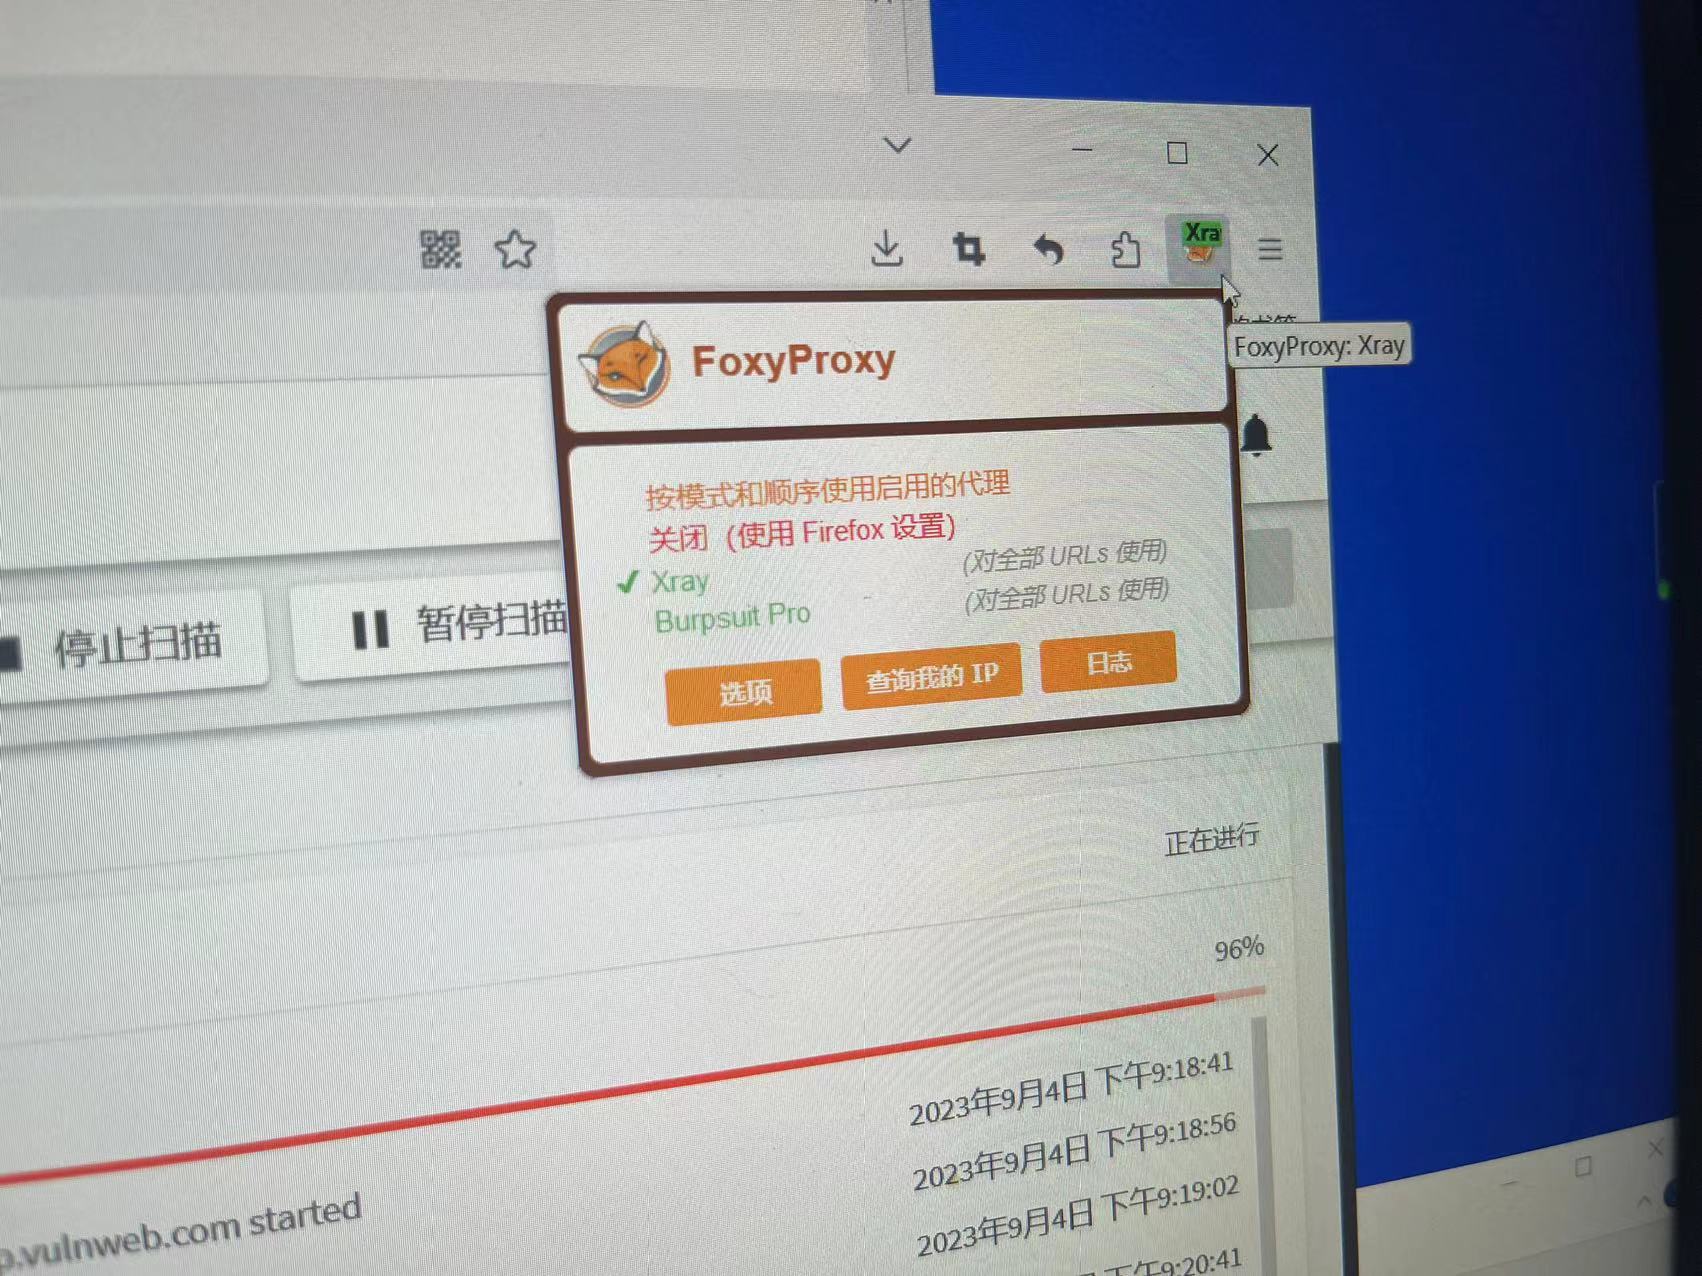 Xra
FoxyProxy: Xray
FoxyProxy
按模式和顺序使用启用的代理
关闭（使用 Firefox 设置）
Xray (对全部 URLs 使用)
Burpsuit Pro (对全部 URLs 使用)
选项 查询我的 IP 日志
停止扫描 暂停扫描
正在进行
96%
2023年9月4日 下午9:18:41
2023年9月4日 下午9:18:56
2023年9月4日 下午9:19:02
.vulnweb.com started
下午9:20:41